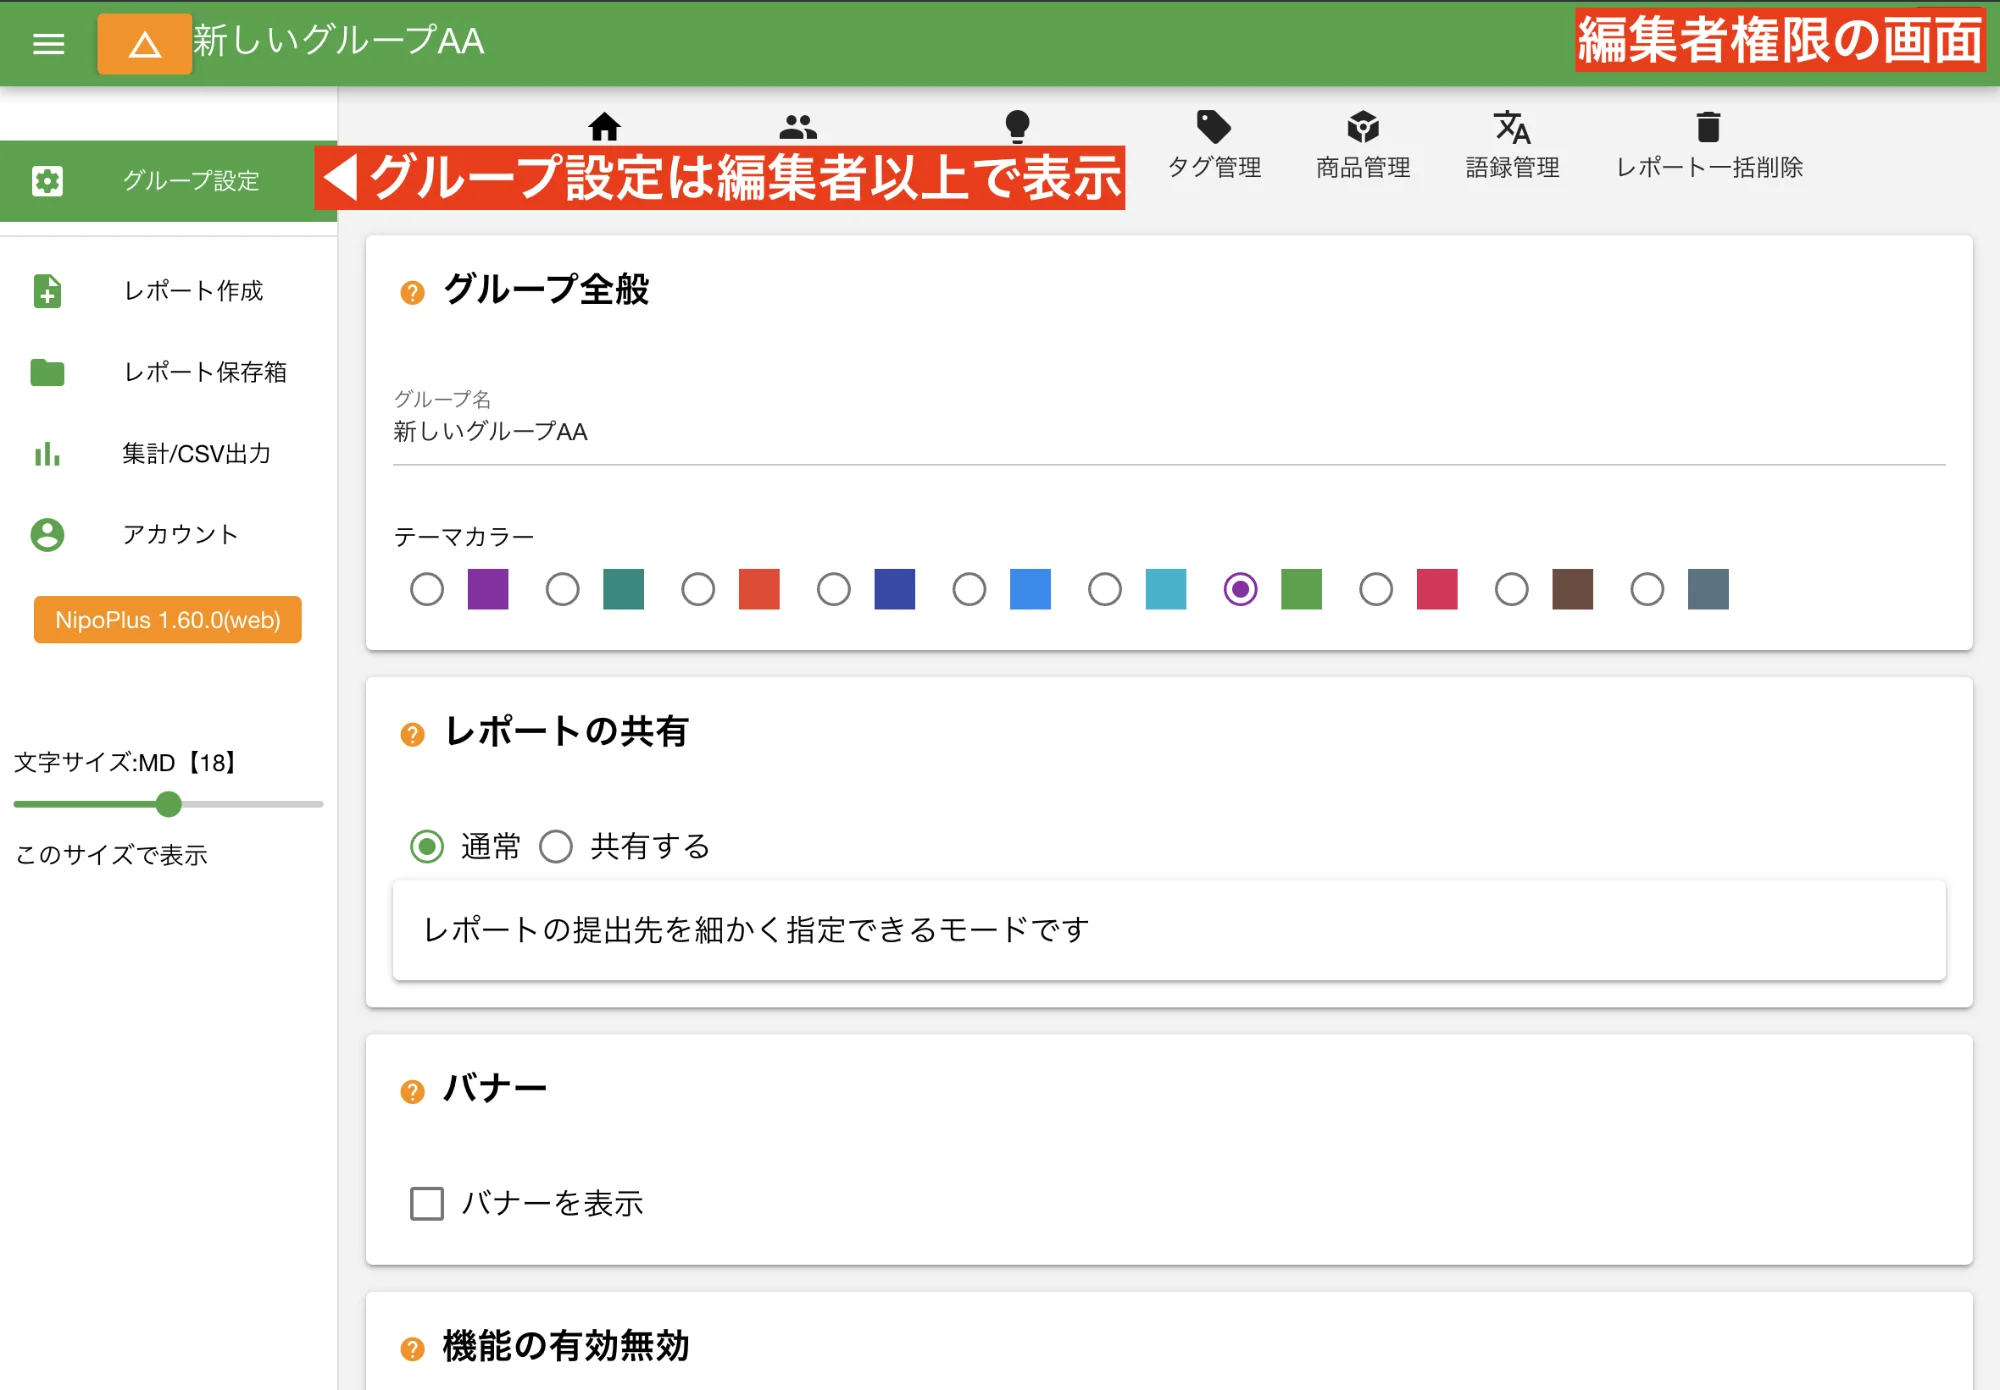 新しいグループAA
編集者権限の画面
グループ設定
◀グループ設定は編集者以上で表示
タグ管理
商品管理
語録管理
レポート一括削除
レポート作成
レポート保存箱
集計/CSV出力
アカウント
NipoPlus 1.60.0(web)
文字サイズ:MD【18】
このサイズで表示
グループ全般
グループ名
新しいグループAA
テーマカラー
レポートの共有
通常
共有する
レポートの提出先を細かく指定できるモードです
バナー
バナーを表示
機能の有効無効